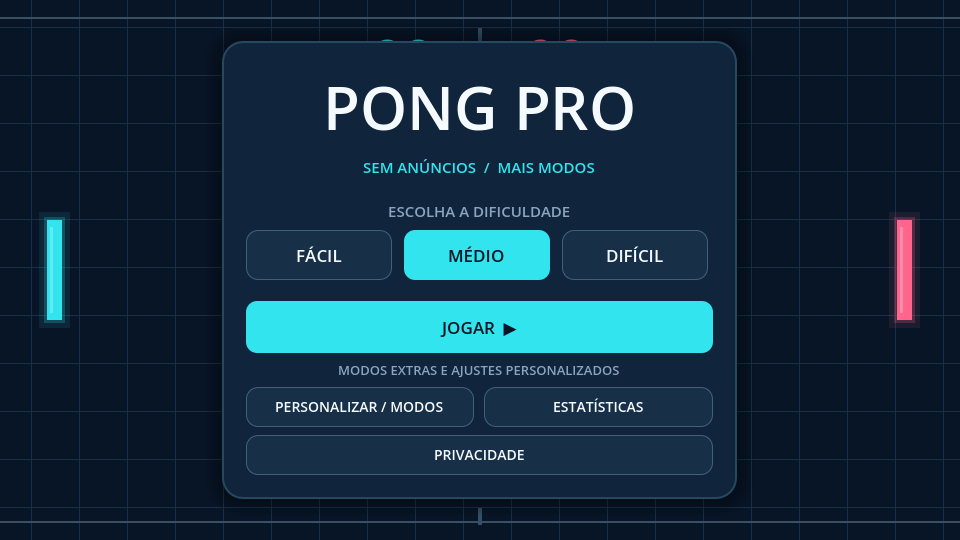 PONG PRO
SEM ANÚNCIOS / MAIS MODOS
ESCOLHA A DIFICULDADE
FÁCIL
MÉDIO
DIFÍCIL
JOGAR ▶
MODOS EXTRAS E AJUSTES PERSONALIZADOS
PERSONALIZAR / MODOS
ESTATÍSTICAS
PRIVACIDADE